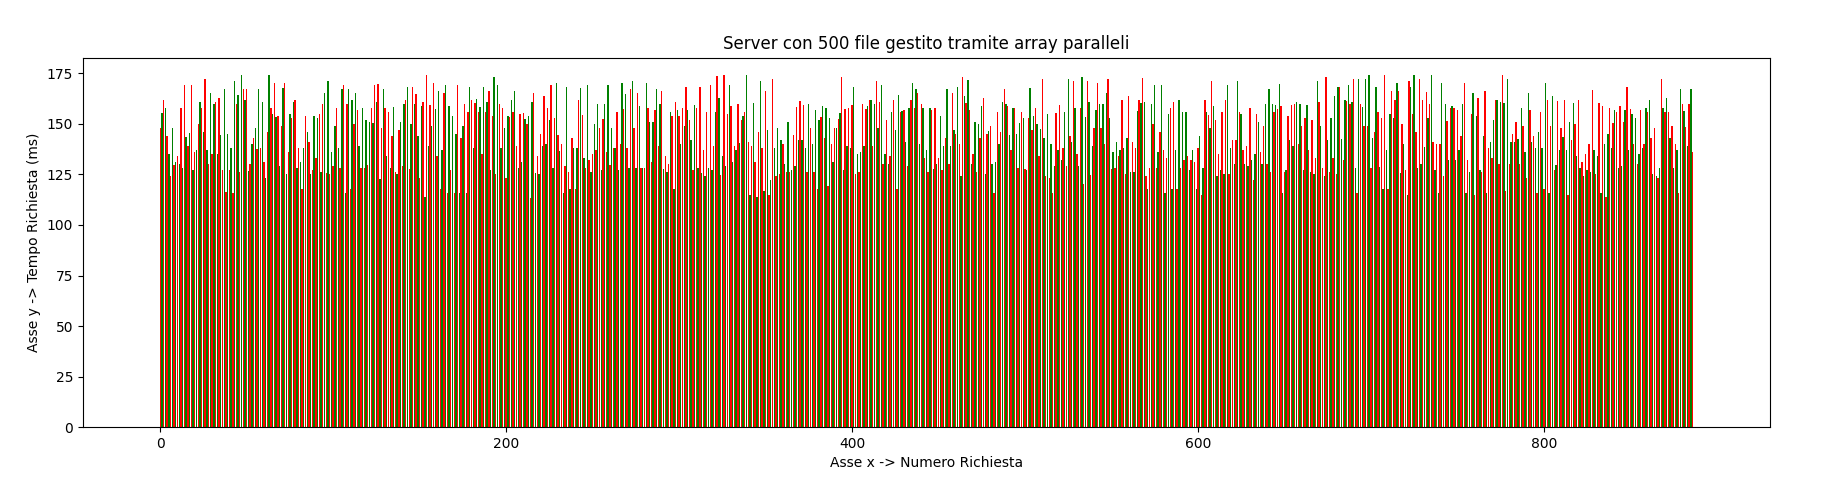 Server con 500 file gestito tramite array paralleli
Asse y -> Tempo Richiesta (ms)
175
150
125
100
75
50
25
0
0 200 400 600 800
Asse x -> Numero Richiesta